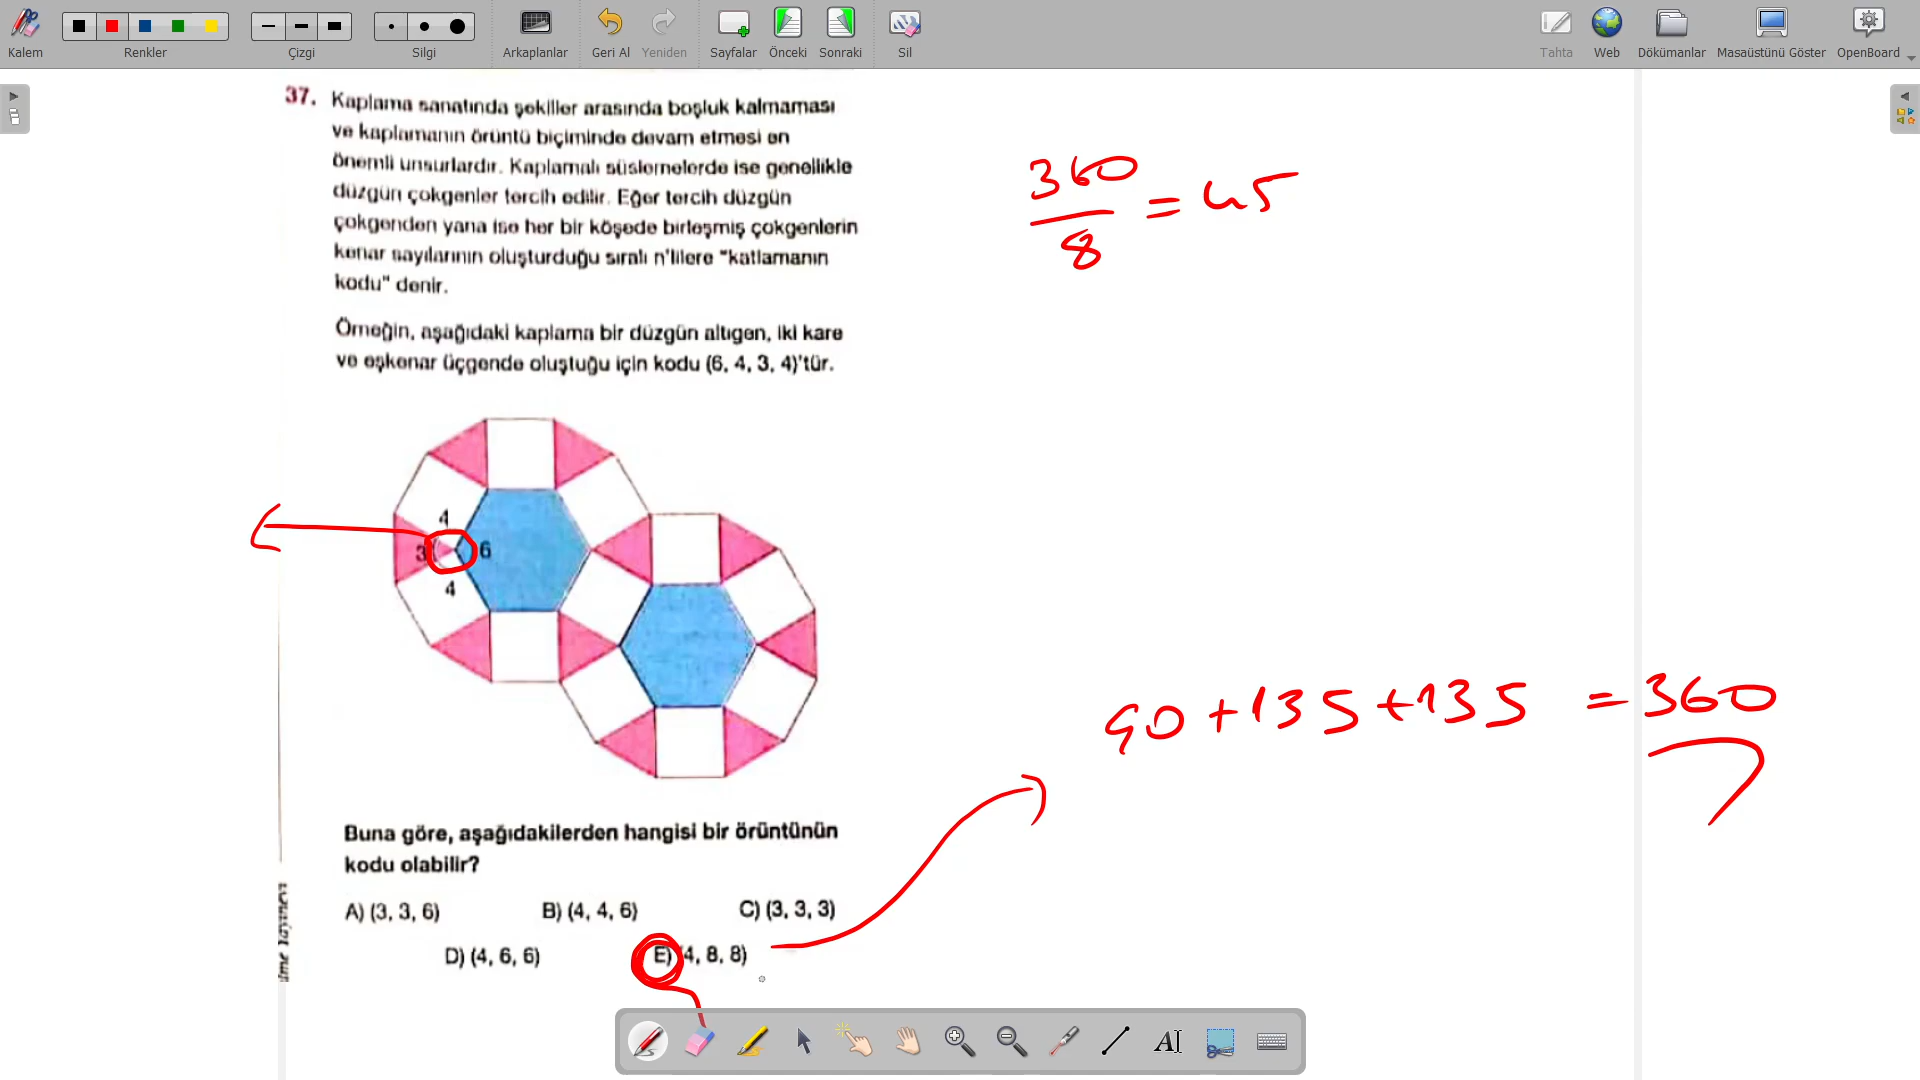 Kalem
Renkler
Çizgi
Silgi
Arkaplanlar
Geri Al
Yeniden
Sayfalar
Önceki
Sonraki
Sil
Tahta
Web
Dökümanlar
Masaüstünü Göster
OpenBoard
37. Kaplama sanatında şekiller arasında boşluk kalmaması
ve kaplamanın örüntü biçiminde devam etmesi en
önemli unsurlardır. Kaplamalı süslemelerde ise genellikle
düzgün çokgenler tercih edilir. Eğer tercih düzgün
çokgenden yana ise her bir köşede birleşmiş çokgenlerin
kenar sayılarının oluşturduğu sıralı n'lilere "katlamanın
kodu" denir.
Örneğin, aşağıdaki kaplama bir düzgün altıgen, iki kare
ve eşkenar üçgende oluştuğu için kodu (6, 4, 3, 4)'tür.
4
3
6
4
360
8
= 45
90 + 135 + 135 = 360
Buna göre, aşağıdakilerden hangisi bir örüntünün
kodu olabilir?
A) (3, 3, 6)
B) (4, 4, 6)
C) (3, 3, 3)
D) (4, 6, 6)
E) (4, 8, 8)
AI